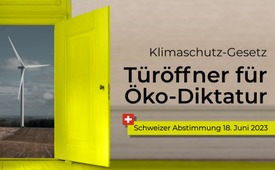 Klimaschutz-Gesetz
Türöffner für
Öko-Diktatur
Schweizer Abstimmung 18. Juni 2023